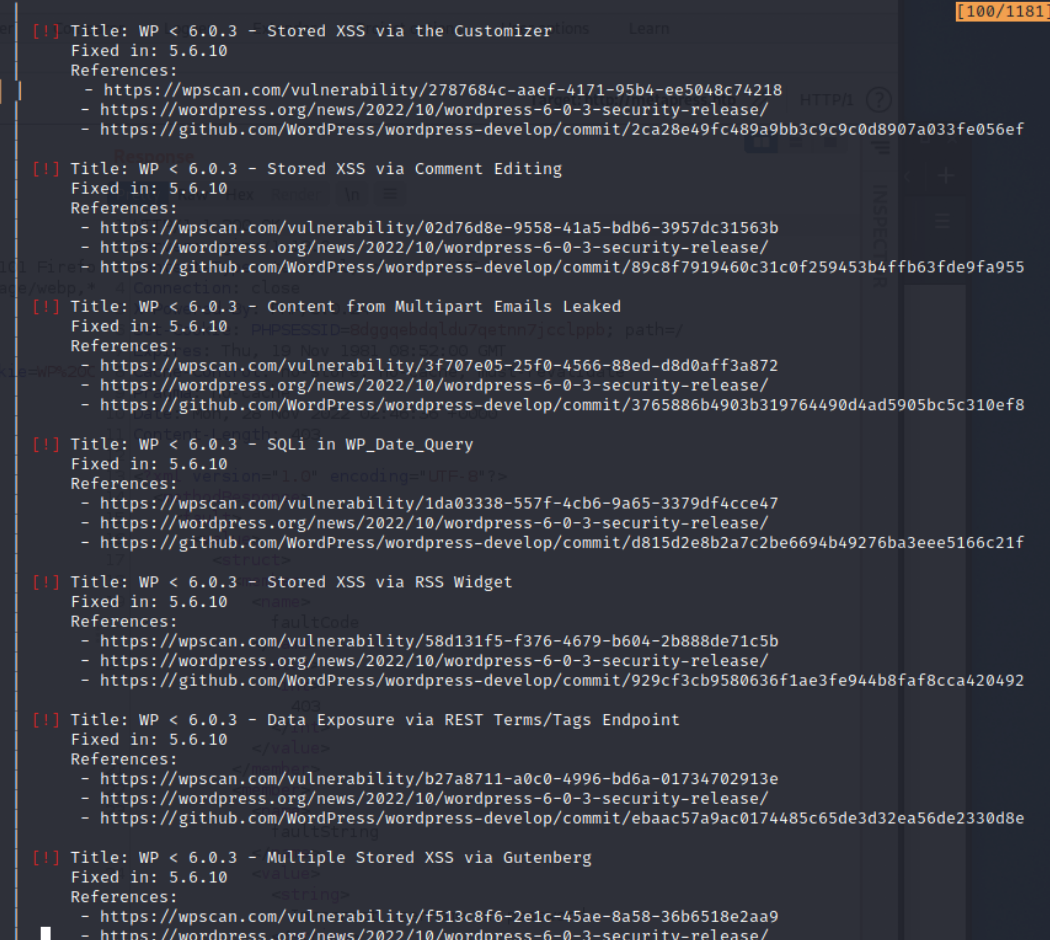 [100/1181]
[!] Title: WP < 6.0.3 - Stored XSS via the Customizer
Fixed in: 5.6.10
References:
- https://wpscan.com/vulnerability/2787684c-aaef-4171-95b4-ee5048c74218
- https://wordpress.org/news/2022/10/wordpress-6-0-3-security-release/
- https://github.com/WordPress/wordpress-develop/commit/2ca28e49fc489a9bb3c9c9c0d8907a033fe056ef
[!] Title: WP < 6.0.3 - Stored XSS via Comment Editing
Fixed in: 5.6.10
References:
- https://wpscan.com/vulnerability/02d76d8e-9558-41a5-bdb6-3957dc31563b
- https://wordpress.org/news/2022/10/wordpress-6-0-3-security-release/
- https://github.com/WordPress/wordpress-develop/commit/89c8f7919460c31c0f259453b4ffb63fde9fa955
[!] Title: WP < 6.0.3 - Content from Multipart Emails Leaked
Fixed in: 5.6.10
References:
- https://wpscan.com/vulnerability/3f707e05-25f0-4566-88ed-d8d0aff3a872
- https://wordpress.org/news/2022/10/wordpress-6-0-3-security-release/
- https://github.com/WordPress/wordpress-develop/commit/3765886b4903b319764490d4ad5905bc5c310ef8
[!] Title: WP < 6.0.3 - SQLi in WP_Date_Query
Fixed in: 5.6.10
References:
- https://wpscan.com/vulnerability/1da03338-557f-4cb6-9a65-3379df4cce47
- https://wordpress.org/news/2022/10/wordpress-6-0-3-security-release/
- https://github.com/WordPress/wordpress-develop/commit/d815d2e8b2a7c2be6694b49276ba3eee5166c21f
[!] Title: WP < 6.0.3 - Stored XSS via RSS Widget
Fixed in: 5.6.10
References:
- https://wpscan.com/vulnerability/58d131f5-f376-4679-b604-2b888de71c5b
- https://wordpress.org/news/2022/10/wordpress-6-0-3-security-release/
- https://github.com/WordPress/wordpress-develop/commit/929cf3cb9580636f1ae3fe944b8faf8cca420492
[!] Title: WP < 6.0.3 - Data Exposure via REST Terms/Tags Endpoint
Fixed in: 5.6.10
References:
- https://wpscan.com/vulnerability/b27a8711-a0c0-4996-bd6a-01734702913e
- https://wordpress.org/news/2022/10/wordpress-6-0-3-security-release/
- https://github.com/WordPress/wordpress-develop/commit/ebaac57a9ac0174485c65de3d32ea56de2330d8e
[!] Title: WP < 6.0.3 - Multiple Stored XSS via Gutenberg
Fixed in: 5.6.10
References:
- https://wpscan.com/vulnerability/f513c8f6-2e1c-45ae-8a58-36b6518e2aa9
- https://wordpress.org/news/2022/10/wordpress-6-0-3-security-release/